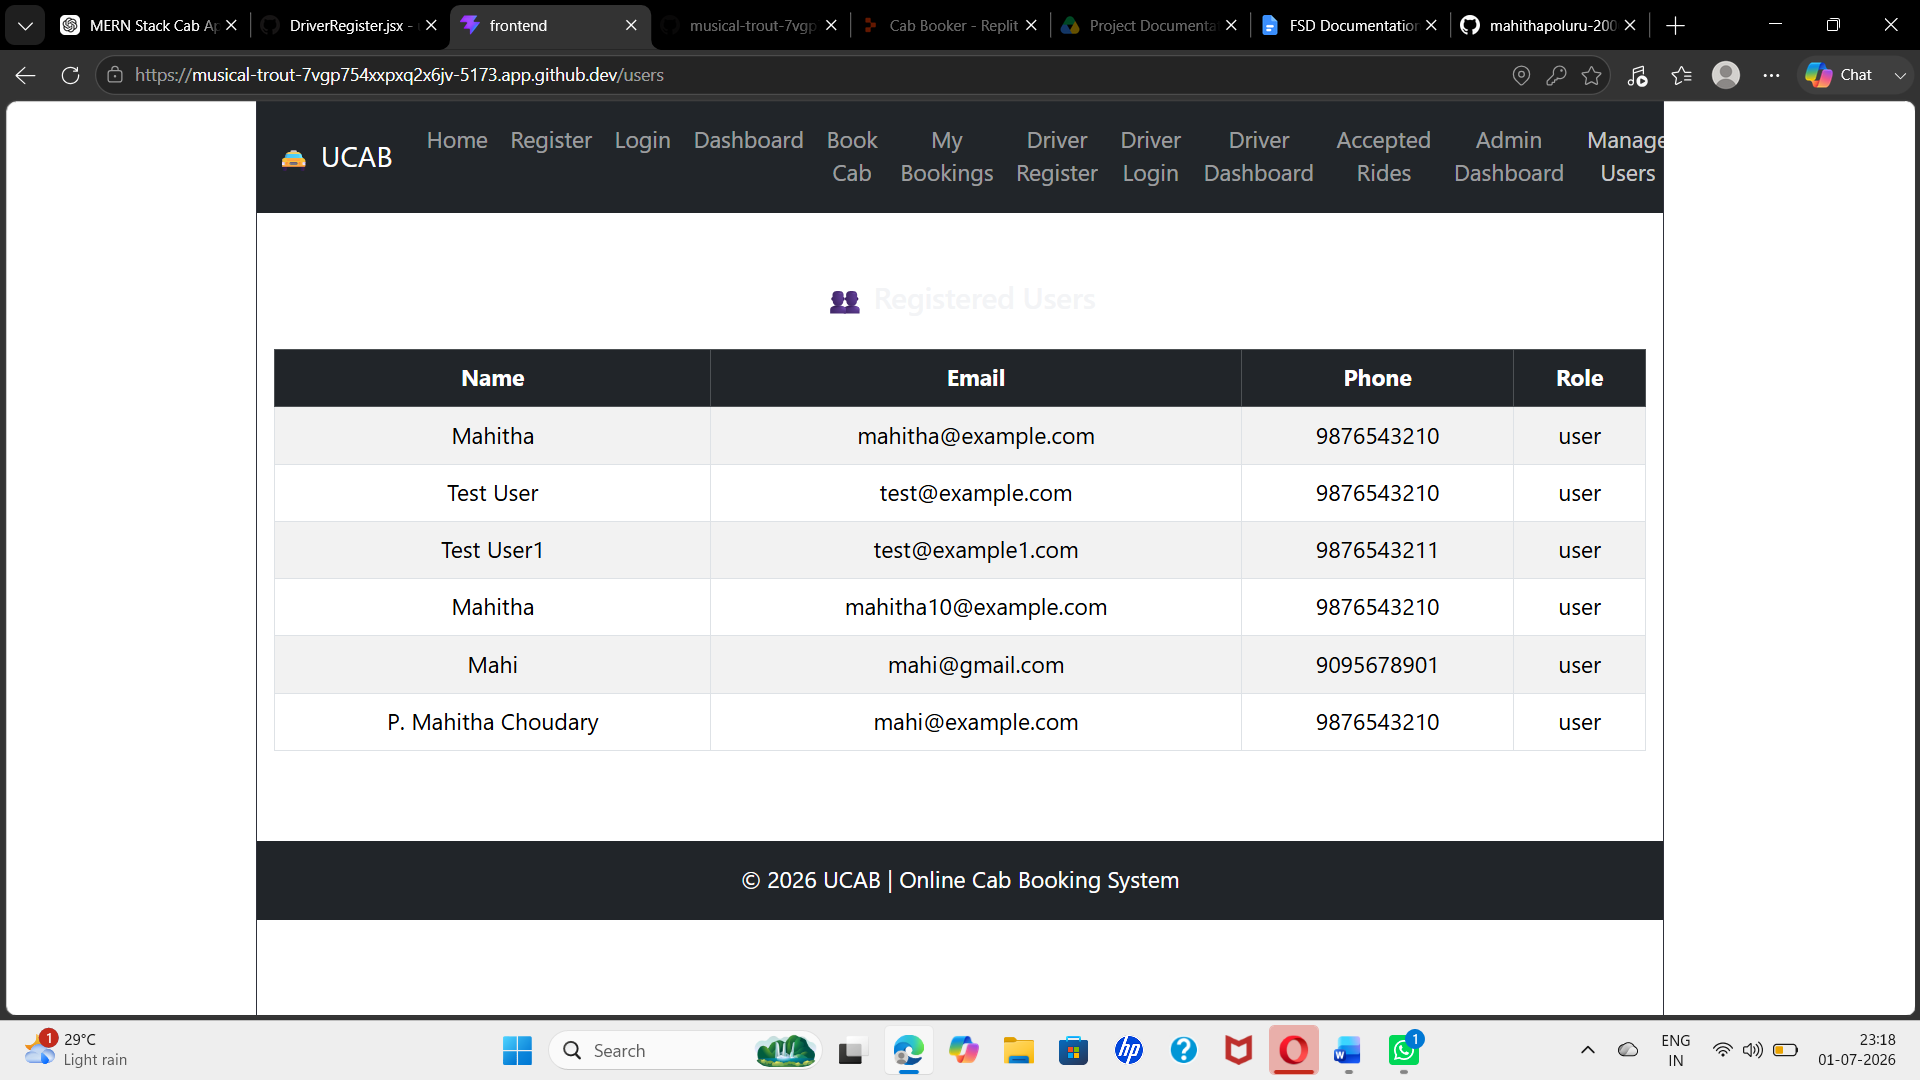 MERN Stack Cab Ap
DriverRegister.jsx -
frontend
musical-trout-7vgp
Cab Booker - Replit
Project Documenta
FSD Documentation
mahithapoluru-200
https://musical-trout-7vgp754xxpxq2x6jv-5173.app.github.dev/users
Chat
UCAB
Home
Register
Login
Dashboard
Book Cab
My Bookings
Driver Register
Driver Login
Driver Dashboard
Accepted Rides
Admin Dashboard
Manage Users
Registered Users
Name Email Phone Role
Mahitha mahitha@example.com 9876543210 user
Test User test@example.com 9876543210 user
Test User1 test@example1.com 9876543211 user
Mahitha mahitha10@example.com 9876543210 user
Mahi mahi@gmail.com 9095678901 user
P. Mahitha Choudary mahi@example.com 9876543210 user
© 2026 UCAB | Online Cab Booking System
1
29°C
Light rain
Search
hp
W
1
ENG
IN
23:18
01-07-2026